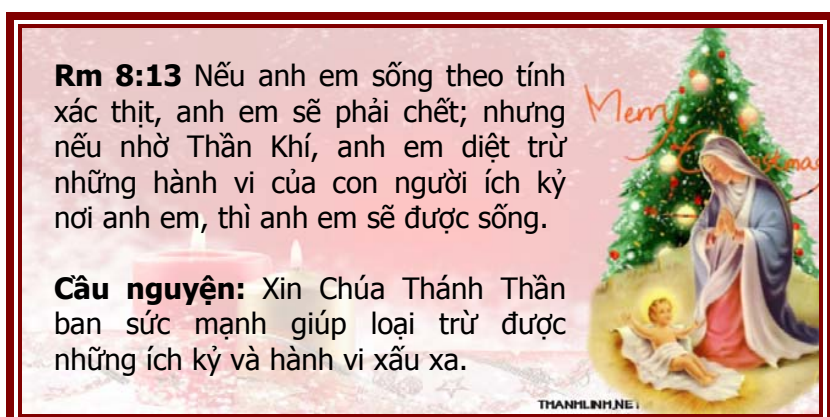 Rm 8:13 Nếu anh em sống theo tính
xác thịt, anh em sẽ phải chết; nhưng
nếu nhờ Thần Khí, anh em diệt trừ
những hành vi của con người ích kỷ
nơi anh em, thì anh em sẽ được sống.
Cầu nguyện: Xin Chúa Thánh Thần
ban sức mạnh giúp loại trừ được
những ích kỷ và hành vi xấu xa.
Merry
Christmas
THANHLINH.NET